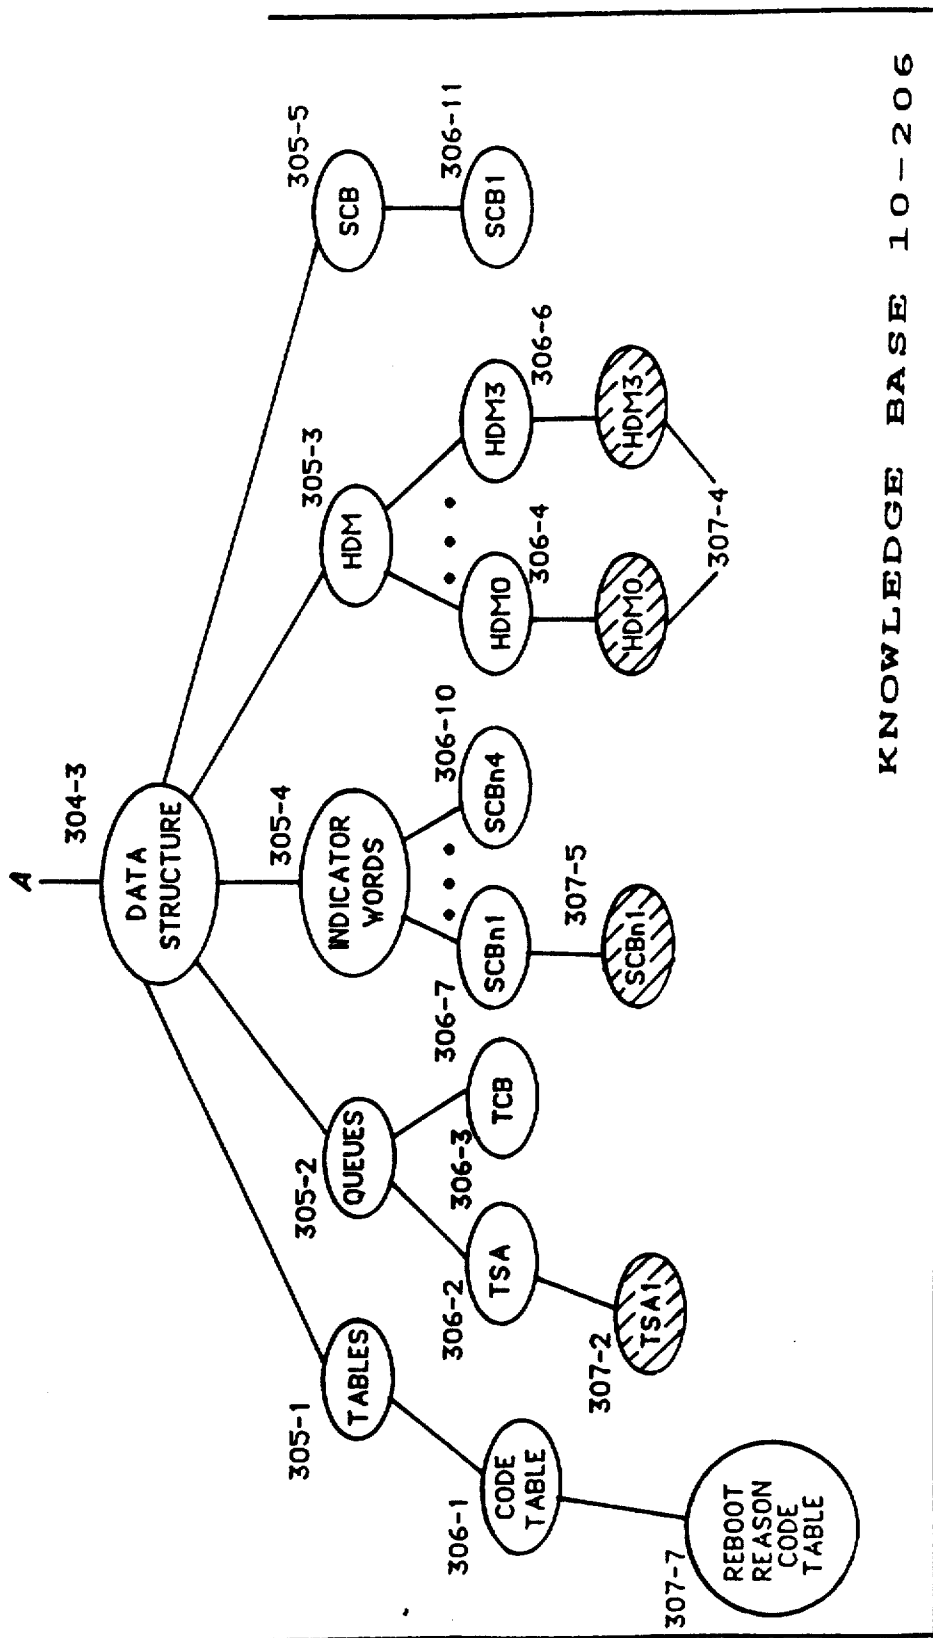 A
304-3
DATA
STRUCTURE
305-1
TABLES
305-2
QUEUES
305-4
INDICATOR
WORDS
305-3
HDM
305-5
SCB
306-1
CODE
TABLE
306-2
TSA
306-3
TCB
306-7
SCBn1
306-10
SCBn4
306-4
HDM0
306-6
HDM3
306-11
SCB1
307-7
REBOOT
REASON
CODE
TABLE
307-2
TSA1
307-5
SCBn1
HDM0
HDM3
307-4
KNOWLEDGE BASE 10-206